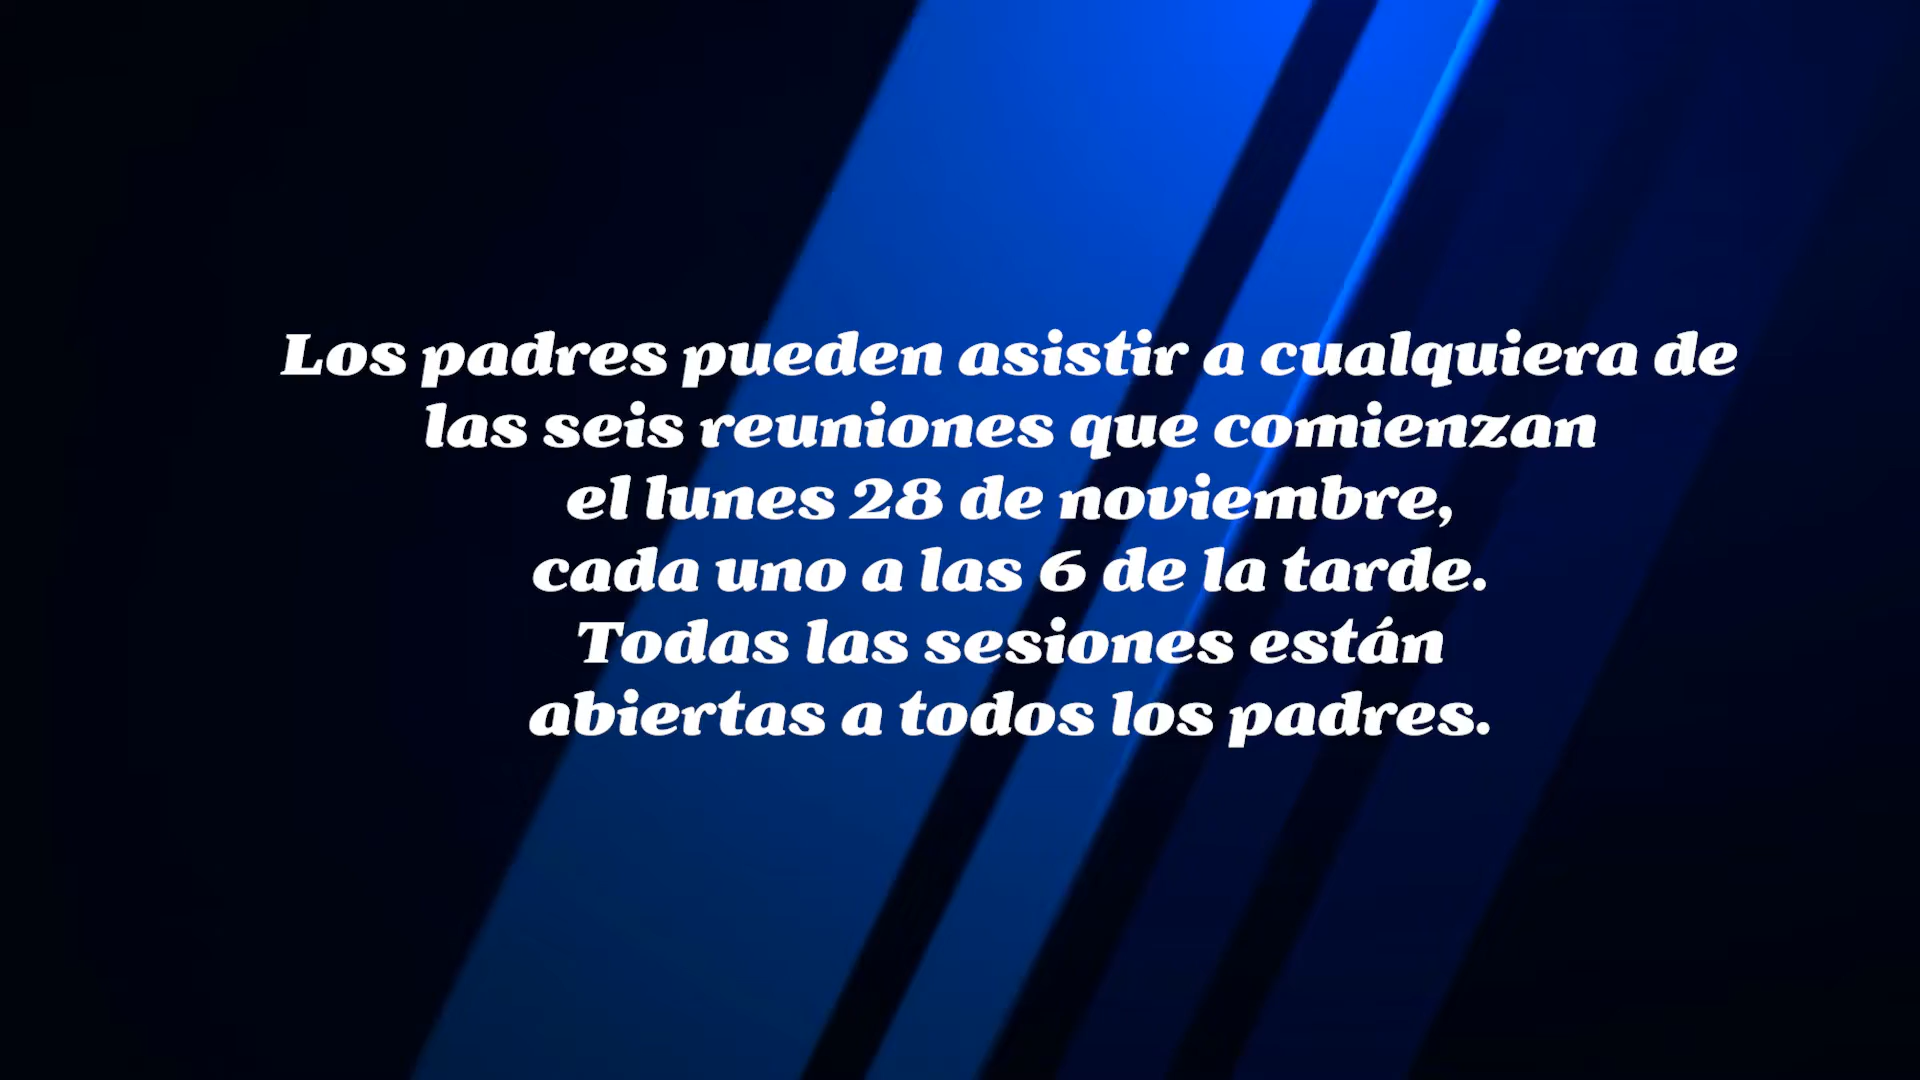 Los padres pueden asistir a cualquiera de
las seis reuniones que comienzan
el lunes 28 de noviembre,
cada uno a las 6 de la tarde.
Todas las sesiones están
abiertas a todos los padres.